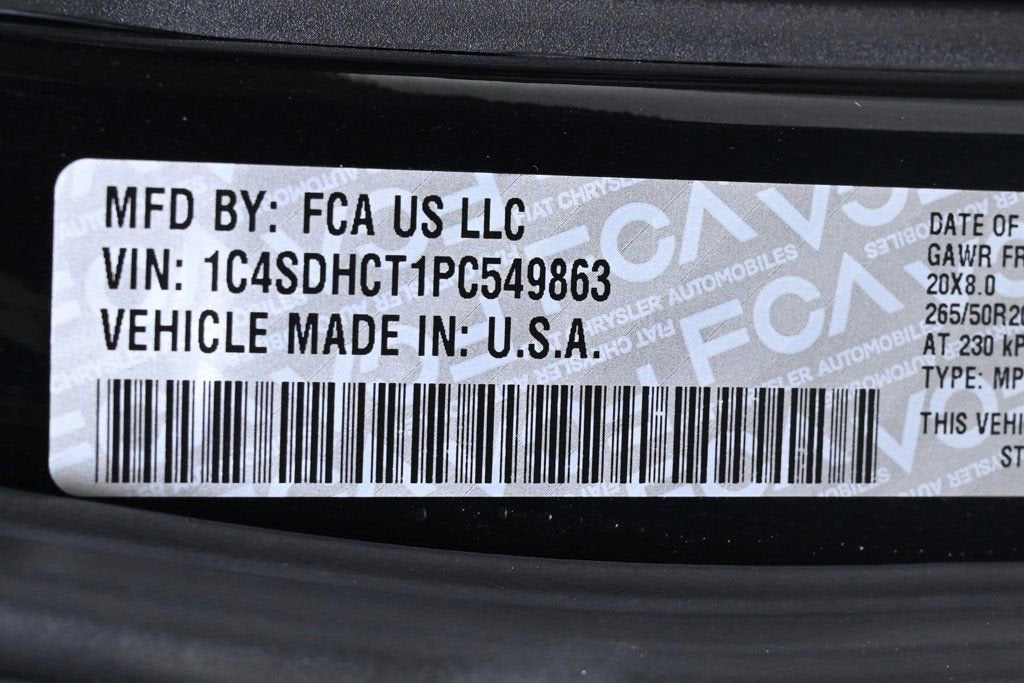 MFD BY: FCA US LLC
VIN: 1C4SDHCT1PC549863
VEHICLE MADE IN: U.S.A.
DATE OF
GAWR FR
20X8.0
265/50R20
AT 230 kP
TYPE: MP
THIS VEHI
ST